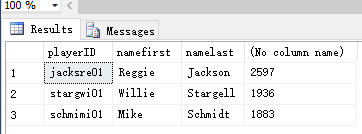 100 %
Results Messages
playerID namefirst namelast (No column name)
1 jacksre01 Reggie Jackson 2597
2 stargwi01 Willie Stargell 1936
3 schmimi01 Mike Schmidt 1883